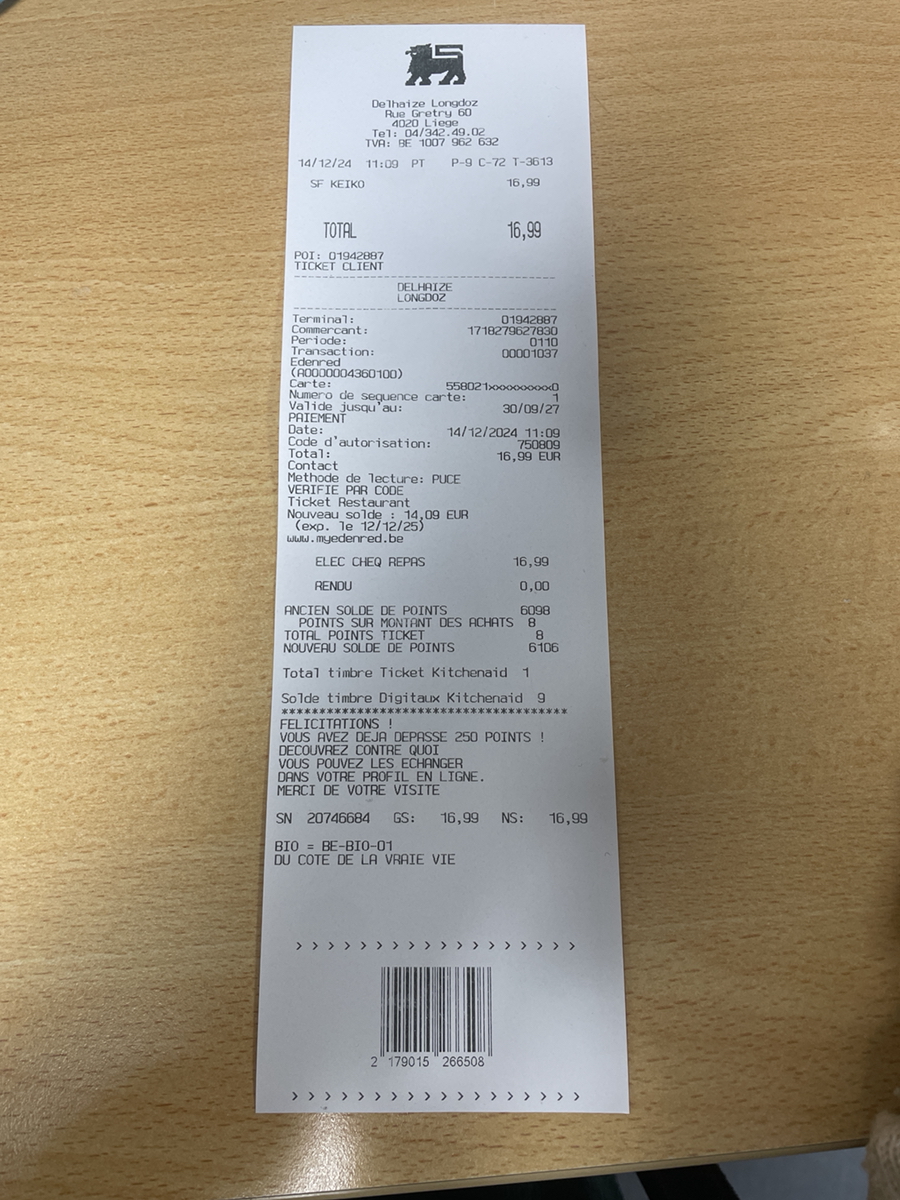 Delhaize Longdoz
Rue Gretry 60
4020 Liege
Tel: 04/342.49.02
TVA: BE 1007 962 632
14/12/24 11:09 PT P-9 C-72 T-3613
SF KEIKO 16,99
TOTAL 16,99
POI: 01942887
TICKET CLIENT
--------------------------------------
DELHAIZE
LONGDOZ
--------------------------------------
Terminal: 01942887
Commercant: 1718279627830
Periode: 0110
Transaction: 00001037
Edenred
(A0000004360100)
Carte: 558021xxxxxxxxx0
Numero de sequence carte: 1
Valide jusqu'au: 30/09/27
PAIEMENT
Date: 14/12/2024 11:09
Code d'autorisation: 750809
Total: 16,99 EUR
Contact
Methode de lecture: PUCE
VERIFIE PAR CODE
Ticket Restaurant
Nouveau solde : 14,09 EUR
(exp. le 12/12/25)
www.myedenred.be
ELEC CHEQ REPAS 16,99
RENDU 0,00
ANCIEN SOLDE DE POINTS 6098
POINTS SUR MONTANT DES ACHATS 8
TOTAL POINTS TICKET 8
NOUVEAU SOLDE DE POINTS 6106
Total timbre Ticket Kitchenaid 1
Solde timbre Digitaux Kitchenaid 9
**************************************
FELICITATIONS !
VOUS AVEZ DEJA DEPASSE 250 POINTS !
DECOUVREZ CONTRE QUOI
VOUS POUVEZ LES ECHANGER
DANS VOTRE PROFIL EN LIGNE.
MERCI DE VOTRE VISITE
SN 20746684 GS: 16,99 NS: 16,99
BIO = BE-BIO-01
DU COTE DE LA VRAIE VIE
> > > > > > > > > > > > > > > > > >
2 179015 266508
> > > > > > > > > > > > > > > > > >